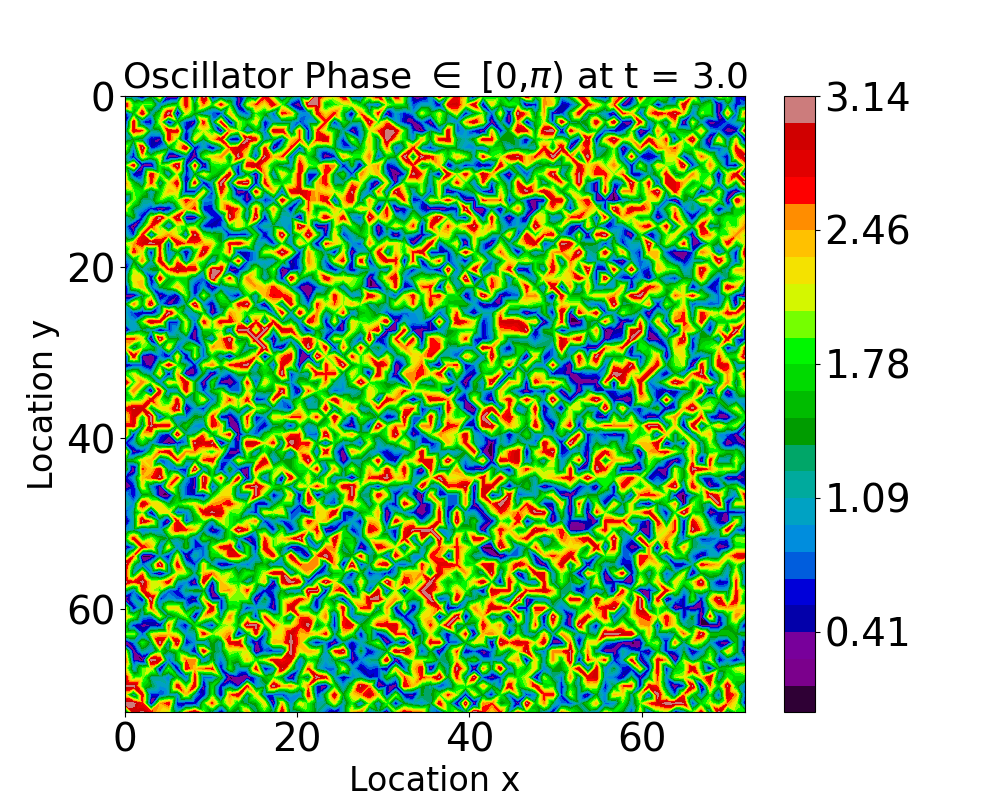 Oscillator Phase ∈ [0,π) at t = 3.0
0
20
40
60
Location y
0 20 40 60
Location x
3.14
2.46
1.78
1.09
0.41